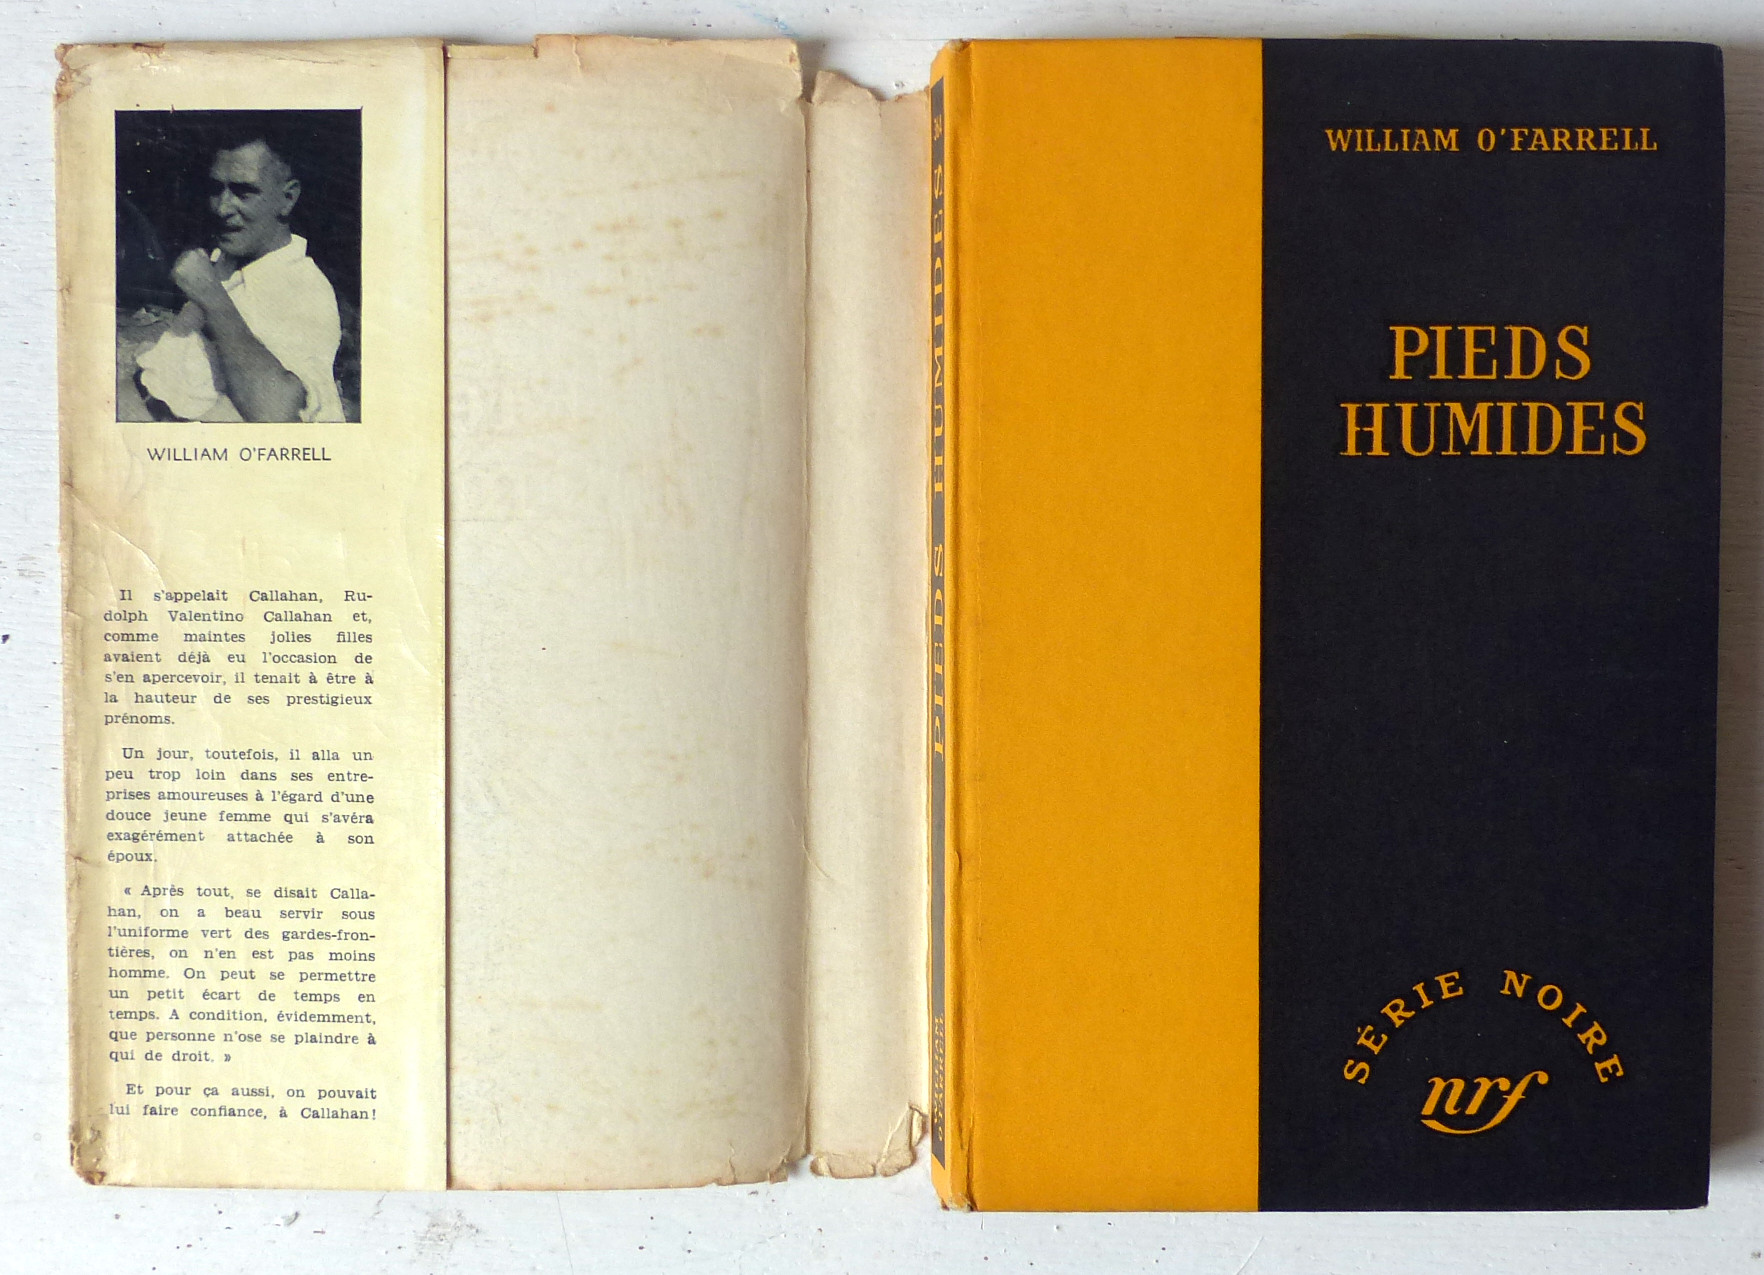 WILLIAM O'FARRELL
Il s'appelait Callahan, Ru-
dolph Valentino Callahan et,
comme maintes jolies filles
avaient déjà eu l'occasion de
s'en apercevoir, il tenait à être à
la hauteur de ses prestigieux
prénoms.
Un jour, toutefois, il alla un
peu trop loin dans ses entre-
prises amoureuses à l'égard d'une
douce jeune femme qui s'avéra
exagérément attachée à son
époux.
« Après tout, se disait Calla-
han, on a beau servir sous
l'uniforme vert des gardes-fron-
tières, on n'en est pas moins
homme. On peut se permettre
un petit écart de temps en
temps. A condition, évidemment,
que personne n'ose se plaindre à
qui de droit. »
Et pour ça aussi, on pouvait
lui faire confiance, à Callahan!
WILLIAM
O'FARRELL
PIEDS HUMIDES
WILLIAM O'FARRELL
PIEDS
HUMIDES
SÉRIE NOIRE
nrf